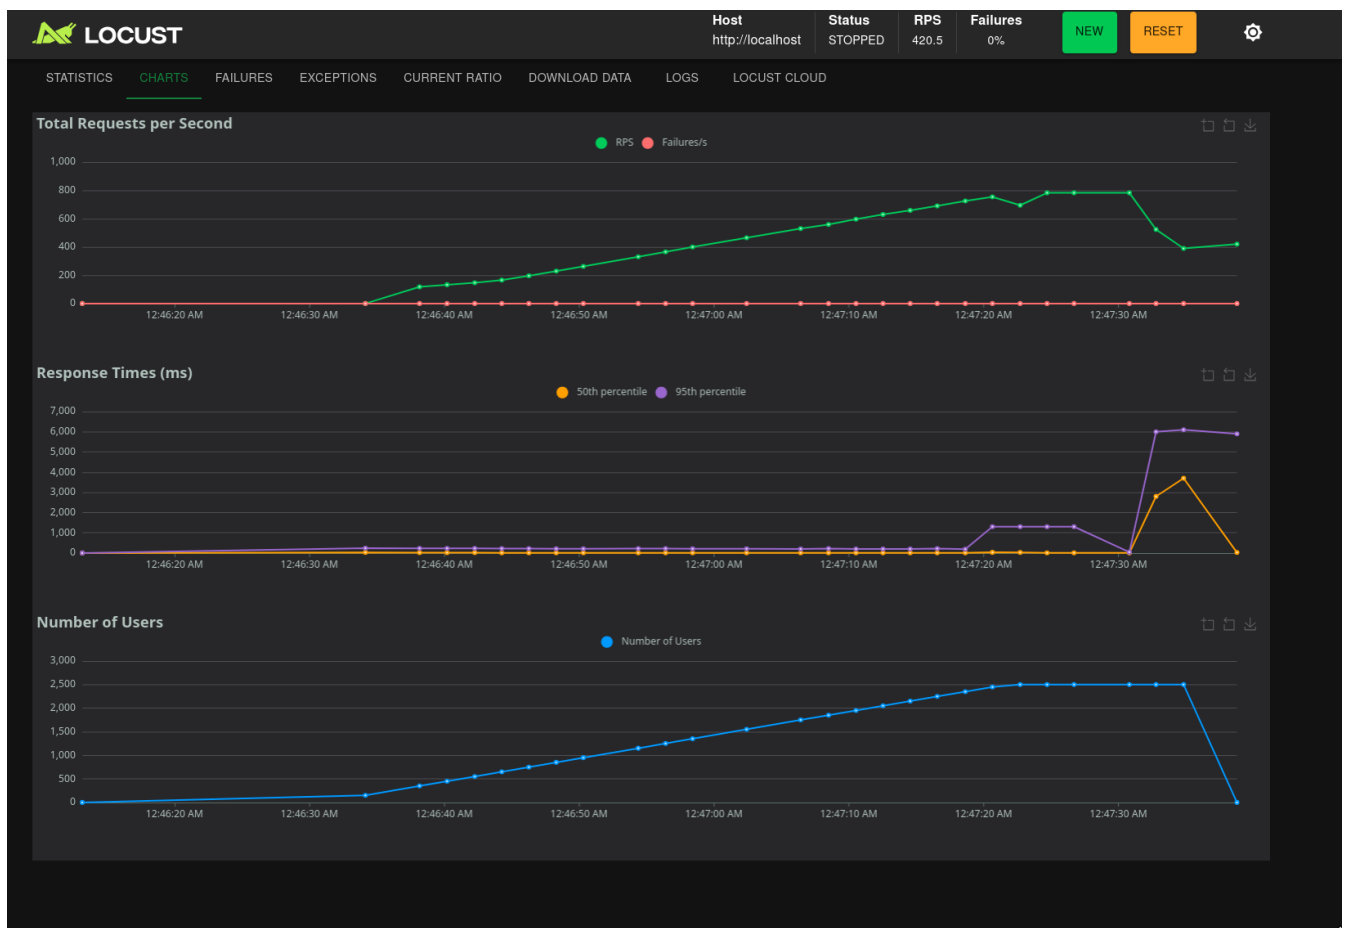 LOCUST
Host
http://localhost
Status
STOPPED
RPS
420.5
Failures
0%
NEW
RESET
STATISTICS CHARTS FAILURES EXCEPTIONS CURRENT RATIO DOWNLOAD DATA LOGS LOCUST CLOUD
Total Requests per Second
RPS Failures/s
1,000
800
600
400
200
0
12:46:20 AM 12:46:30 AM 12:46:40 AM 12:46:50 AM 12:47:00 AM 12:47:10 AM 12:47:20 AM 12:47:30 AM
Response Times (ms)
50th percentile 95th percentile
7,000
6,000
5,000
4,000
3,000
2,000
1,000
0
12:46:20 AM 12:46:30 AM 12:46:40 AM 12:46:50 AM 12:47:00 AM 12:47:10 AM 12:47:20 AM 12:47:30 AM
Number of Users
Number of Users
3,000
2,500
2,000
1,500
1,000
500
0
12:46:20 AM 12:46:30 AM 12:46:40 AM 12:46:50 AM 12:47:00 AM 12:47:10 AM 12:47:20 AM 12:47:30 AM